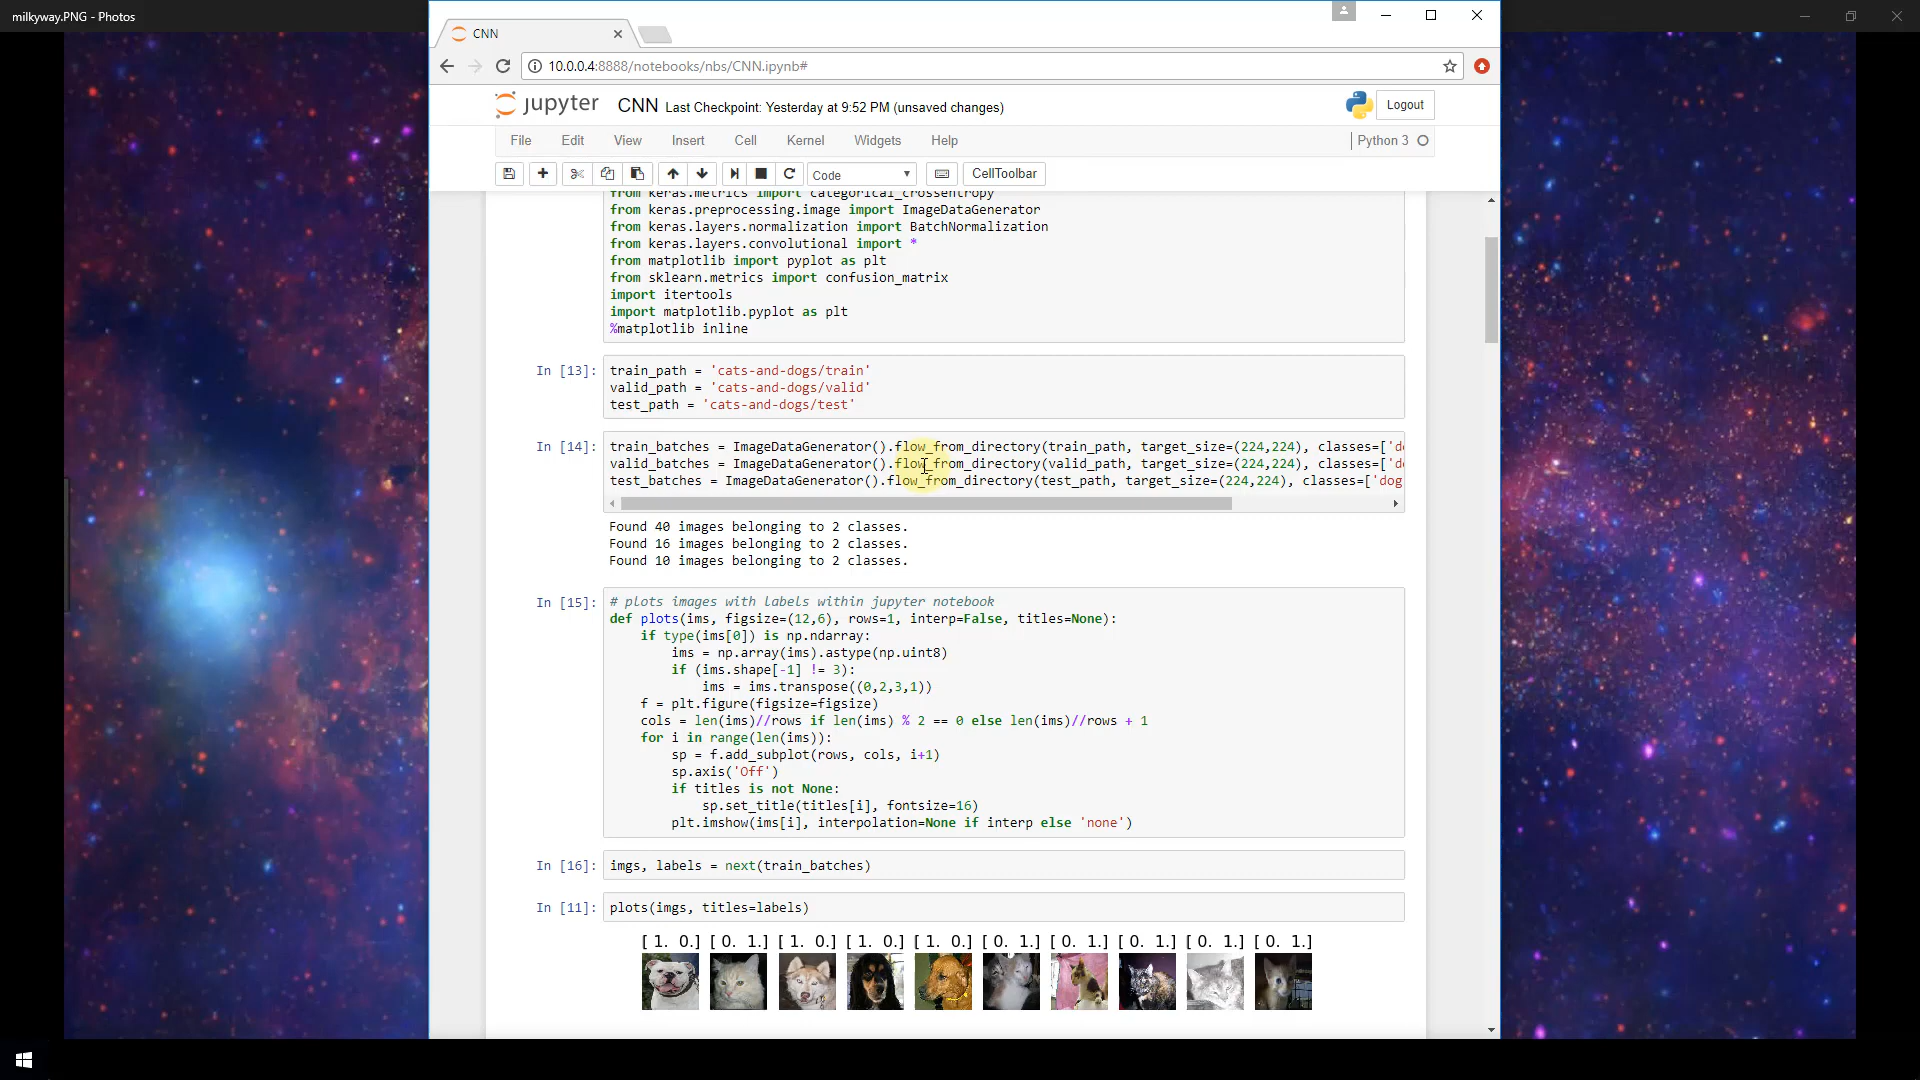 milkyway.PNG - Photos
CNN
10.0.0.4:8888/notebooks/nbs/CNN.ipynb#
jupyter CNN Last Checkpoint: Yesterday at 9:52 PM (unsaved changes) Logout
File Edit View Insert Cell Kernel Widgets Help Python 3
Code CellToolbar
from keras.metrics import categorical_crossentropy
from keras.preprocessing.image import ImageDataGenerator
from keras.layers.normalization import BatchNormalization
from keras.layers.convolutional import *
from matplotlib import pyplot as plt
from sklearn.metrics import confusion_matrix
import itertools
import matplotlib.pyplot as plt
%matplotlib inline
In [13]: train_path = 'cats-and-dogs/train'
valid_path = 'cats-and-dogs/valid'
test_path = 'cats-and-dogs/test'
In [14]: train_batches = ImageDataGenerator().flow_from_directory(train_path, target_size=(224,224), classes=['d
valid_batches = ImageDataGenerator().flow_from_directory(valid_path, target_size=(224,224), classes=['d
test_batches = ImageDataGenerator().flow_from_directory(test_path, target_size=(224,224), classes=['dog
Found 40 images belonging to 2 classes.
Found 16 images belonging to 2 classes.
Found 10 images belonging to 2 classes.
In [15]: # plots images with labels within jupyter notebook
def plots(ims, figsize=(12,6), rows=1, interp=False, titles=None):
if type(ims[0]) is np.ndarray:
ims = np.array(ims).astype(np.uint8)
if (ims.shape[-1] != 3):
ims = ims.transpose((0,2,3,1))
f = plt.figure(figsize=figsize)
cols = len(ims)//rows if len(ims) % 2 == 0 else len(ims)//rows + 1
for i in range(len(ims)):
sp = f.add_subplot(rows, cols, i+1)
sp.axis('Off')
if titles is not None:
sp.set_title(titles[i], fontsize=16)
plt.imshow(ims[i], interpolation=None if interp else 'none')
In [16]: imgs, labels = next(train_batches)
In [11]: plots(imgs, titles=labels)
[ 1. 0.] [ 0. 1.] [ 1. 0.] [ 1. 0.] [ 1. 0.] [ 0. 1.] [ 0. 1.] [ 0. 1.] [ 0. 1.] [ 0. 1.]